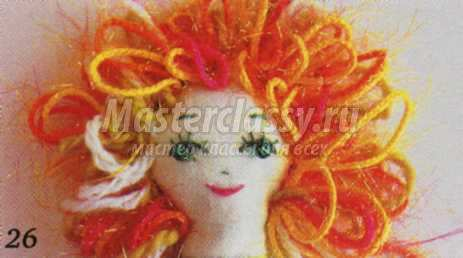 Masterclassy.ru
мастер-классы для всех
26